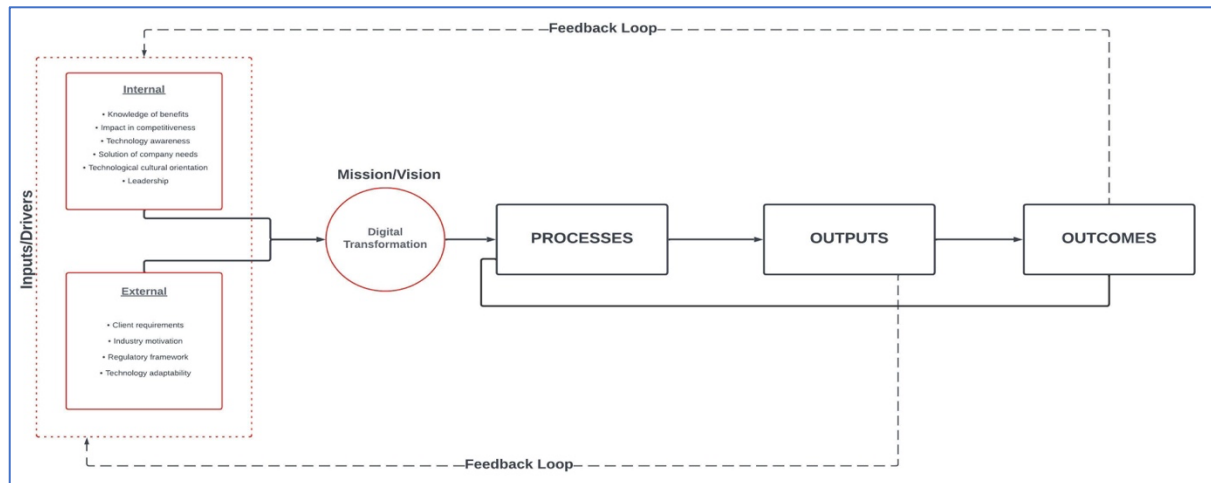 Feedback Loop
Inputs/Drivers
Internal
• Knowledge of benefits
• Impact in competitiveness
• Technology awareness
• Solution of company needs
• Technological cultural orientation
• Leadership
External
• Client requirements
• Industry motivation
• Regulatory framework
• Technology adaptability
Mission/Vision
Digital
Transformation
PROCESSES
OUTPUTS
OUTCOMES
Feedback Loop